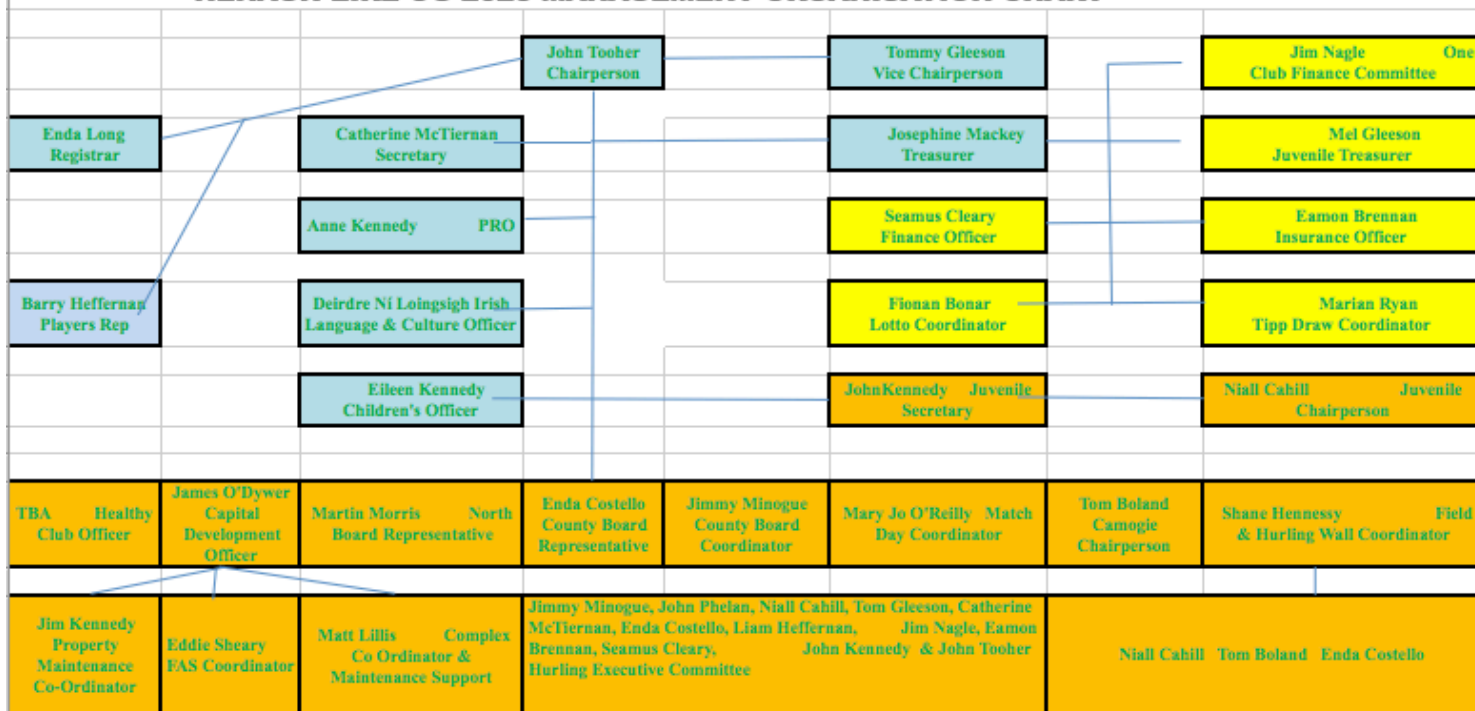 John Tooher
Chairperson
Tommy Gleeson
Vice Chairperson
Jim Nagle One
Club Finance Committee
Enda Long
Registrar
Catherine McTiernan
Secretary
Josephine Mackey
Treasurer
Mel Gleeson
Juvenile Treasurer
Anne Kennedy PRO
Seamus Cleary
Finance Officer
Eamon Brennan
Insurance Officer
Barry Heffernan
Players Rep
Deirdre Ní Loingsigh Irish
Language & Culture Officer
Fionan Bonar
Lotto Coordinator
Marian Ryan
Tipp Draw Coordinator
Eileen Kennedy
Children's Officer
JohnKennedy Juvenile
Secretary
Niall Cahill Juvenile
Chairperson
TBA Healthy
Club Officer
James O'Dywer
Capital
Development
Officer
Martin Morris North
Board Representative
Enda Costello
County Board
Representative
Jimmy Minogue
County Board
Coordinator
Mary Jo O'Reilly Match
Day Coordinator
Tom Boland
Camogie
Chairperson
Shane Hennessy Field
& Hurling Wall Coordinator
Jim Kennedy
Property
Maintenance
Co-Ordinator
Eddie Sheary
FAS Coordinator
Matt Lillis Complex
Co Ordinator &
Maintenance Support
Jimmy Minogue, John Phelan, Niall Cahill, Tom Gleeson, Catherine
McTiernan, Enda Costello, Liam Heffernan, Jim Nagle, Eamon
Brennan, Seamus Cleary, John Kennedy & John Tooher
Hurling Executive Committee
Niall Cahill Tom Boland Enda Costello